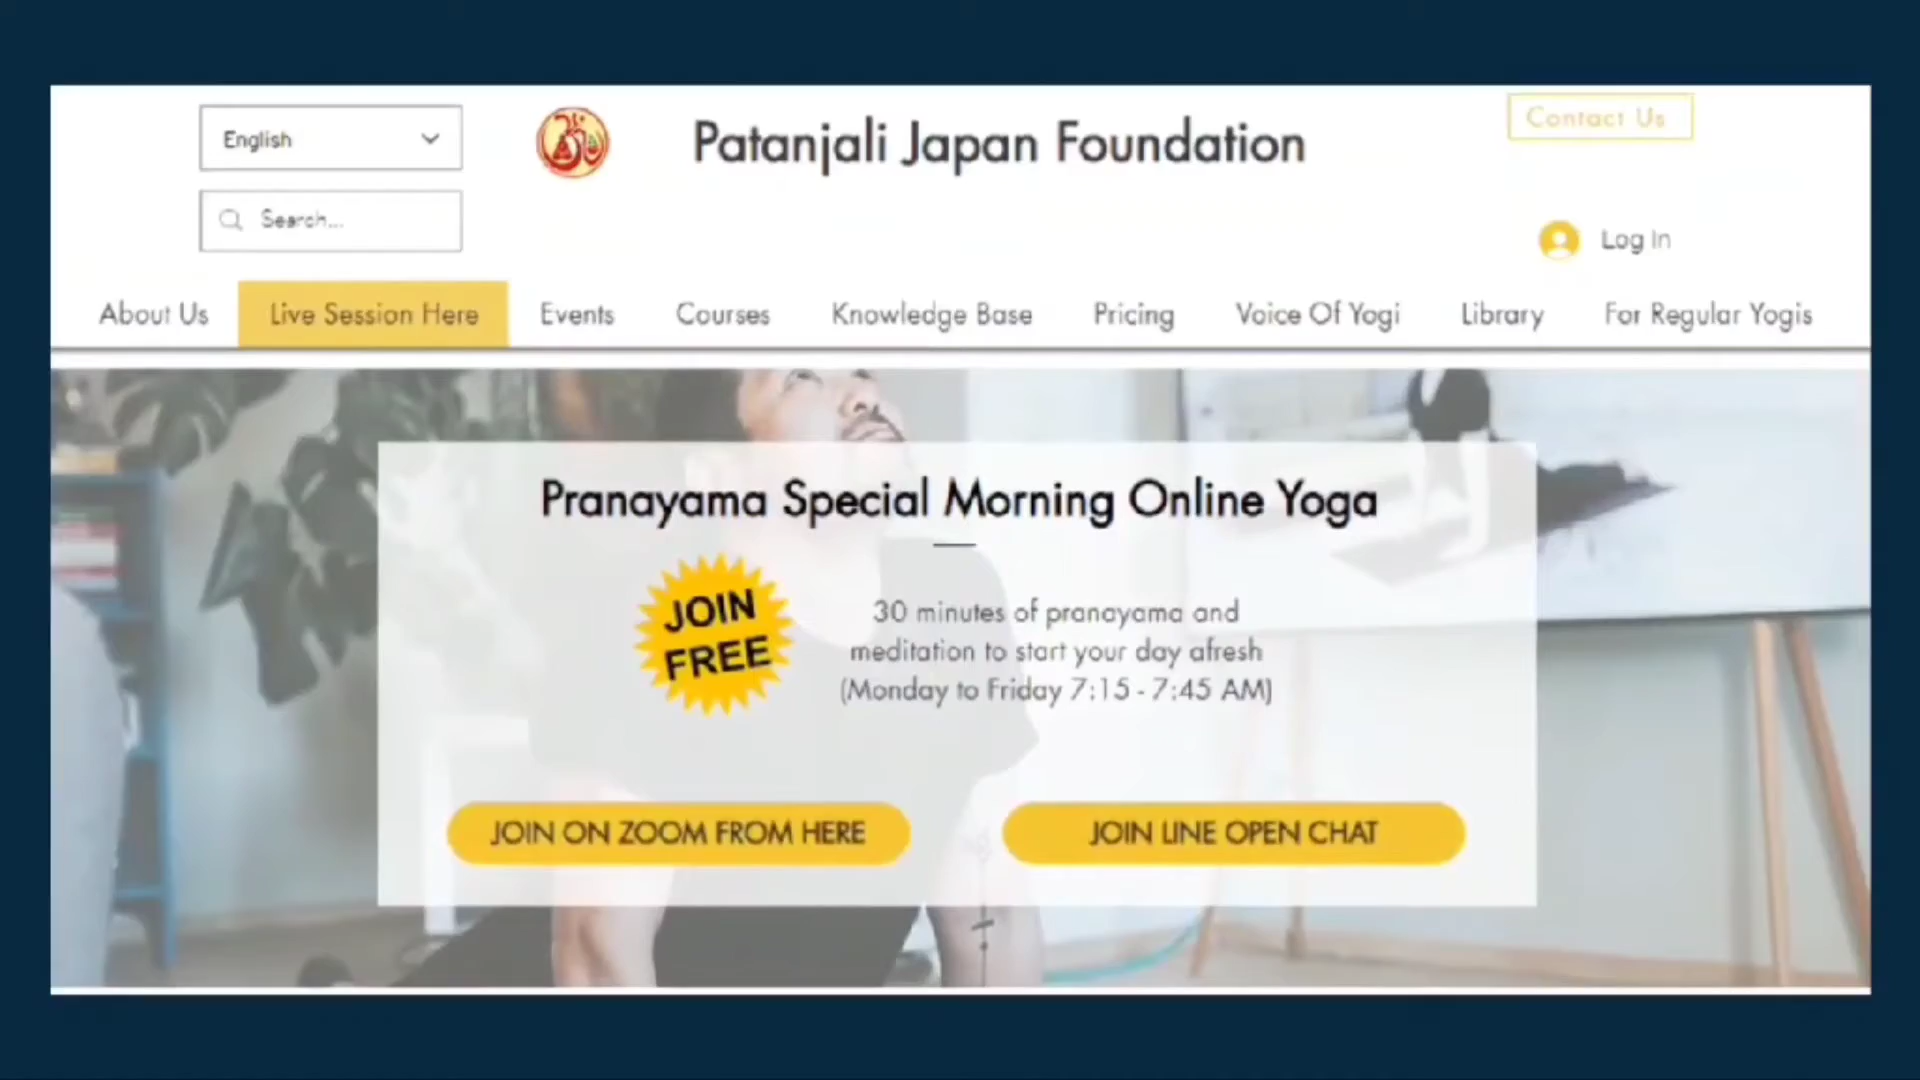 English
Patanjali Japan Foundation
Contact Us
Search...
Log In
About Us
Live Session Here
Events
Courses
Knowledge Base
Pricing
Voice Of Yogi
Library
For Regular Yogis
Pranayama Special Morning Online Yoga
JOIN
FREE
30 minutes of pranayama and
meditation to start your day afresh
(Monday to Friday 7:15 - 7:45 AM)
JOIN ON ZOOM FROM HERE
JOIN LINE OPEN CHAT